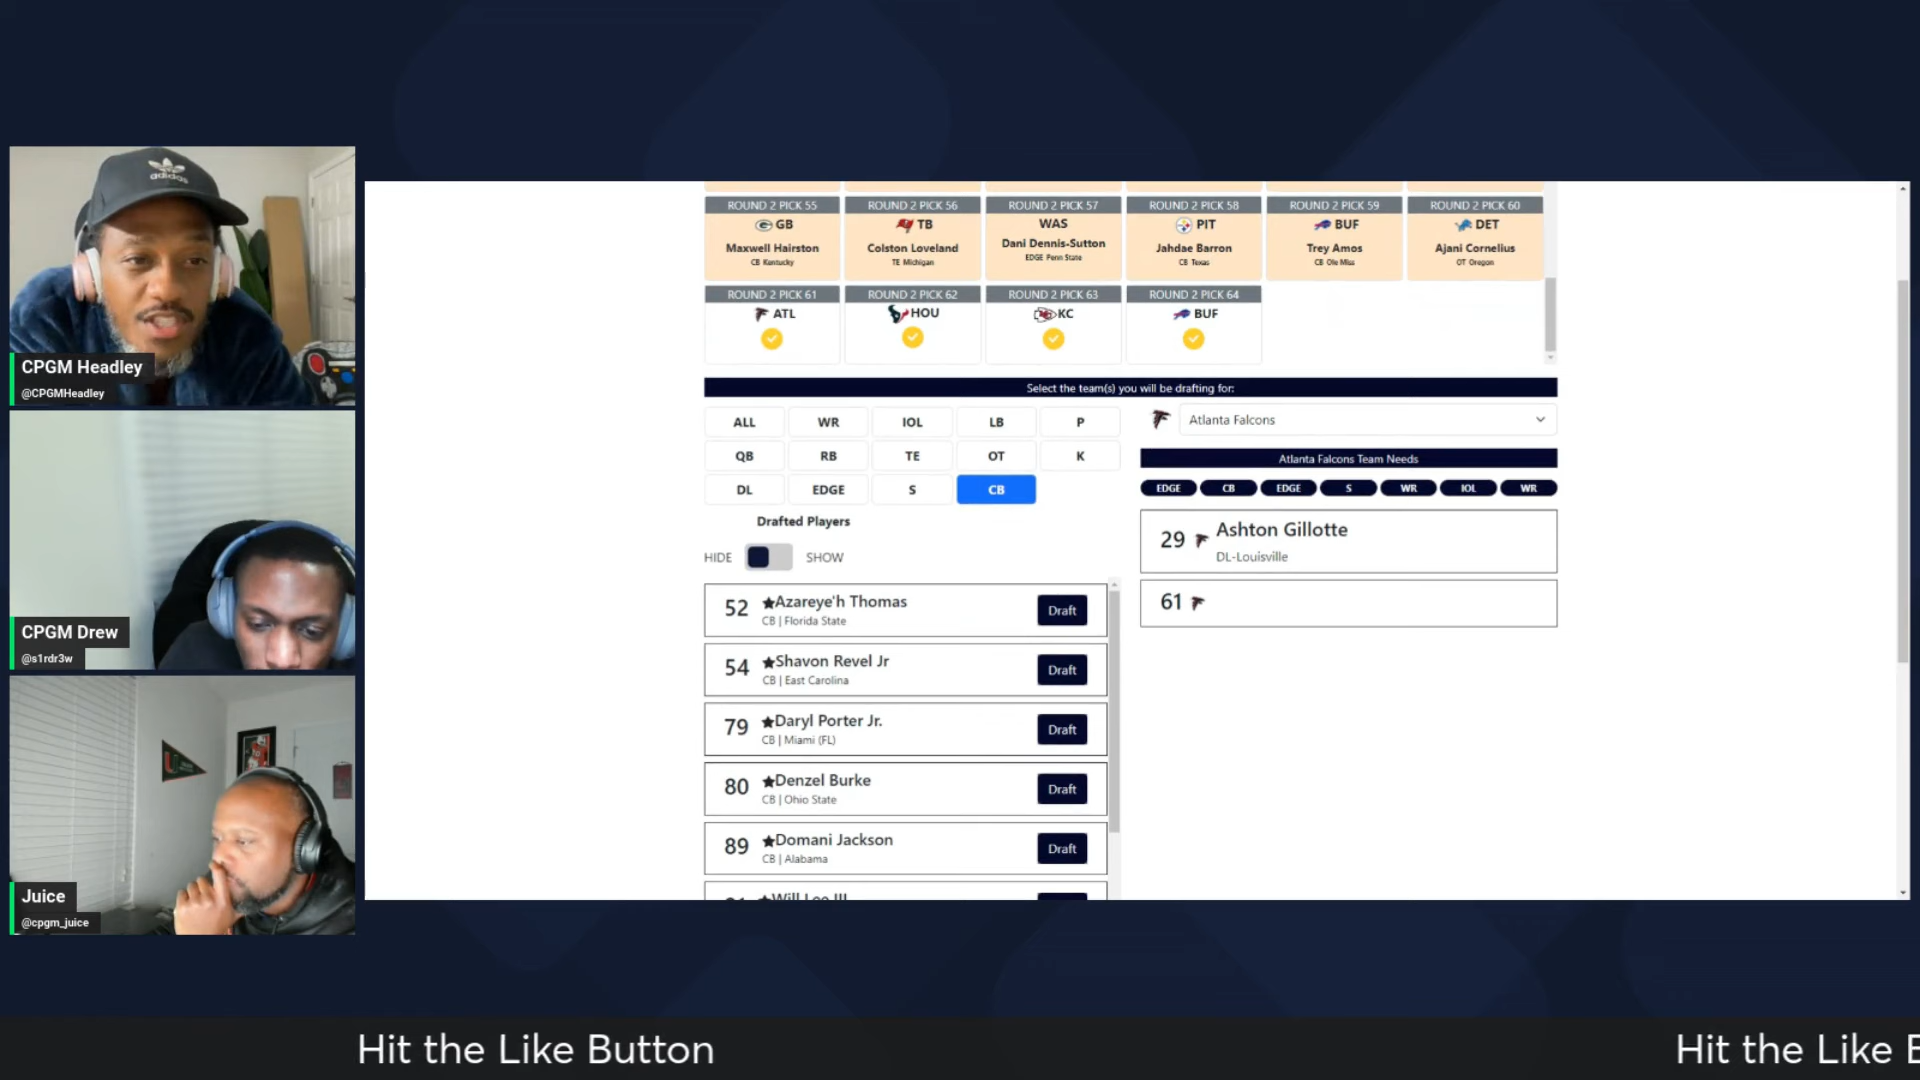 adidas
CPGM Headley
@CPGMHeadley
CPGM Drew
@s1rdr3w
Juice
@cpgm_juice
ROUND 2 PICK 55
GB
Maxwell Hairston
CB Kentucky
ROUND 2 PICK 56
TB
Colston Loveland
TE Michigan
ROUND 2 PICK 57
WAS
Dani Dennis-Sutton
EDGE Penn State
ROUND 2 PICK 58
PIT
Jahdae Barron
CB Texas
ROUND 2 PICK 59
BUF
Trey Amos
CB Ole Miss
ROUND 2 PICK 60
DET
Ajani Cornelius
OT Oregon
ROUND 2 PICK 61
ATL
ROUND 2 PICK 62
HOU
ROUND 2 PICK 63
KC
ROUND 2 PICK 64
BUF
Select the team(s) you will be drafting for:
ALL WR IOL LB P
QB RB TE OT K
DL EDGE S CB
Drafted Players
HIDE SHOW
52 ★Azareye'h Thomas
CB | Florida State
Draft
54 ★Shavon Revel Jr
CB | East Carolina
Draft
79 ★Daryl Porter Jr.
CB | Miami (FL)
Draft
80 ★Denzel Burke
CB | Ohio State
Draft
89 ★Domani Jackson
CB | Alabama
Draft
★Will Lee III
Atlanta Falcons
Atlanta Falcons Team Needs
EDGE CB EDGE S WR IOL WR
29 Ashton Gillotte
DL-Louisville
61
Hit the Like Button
Hit the Like B